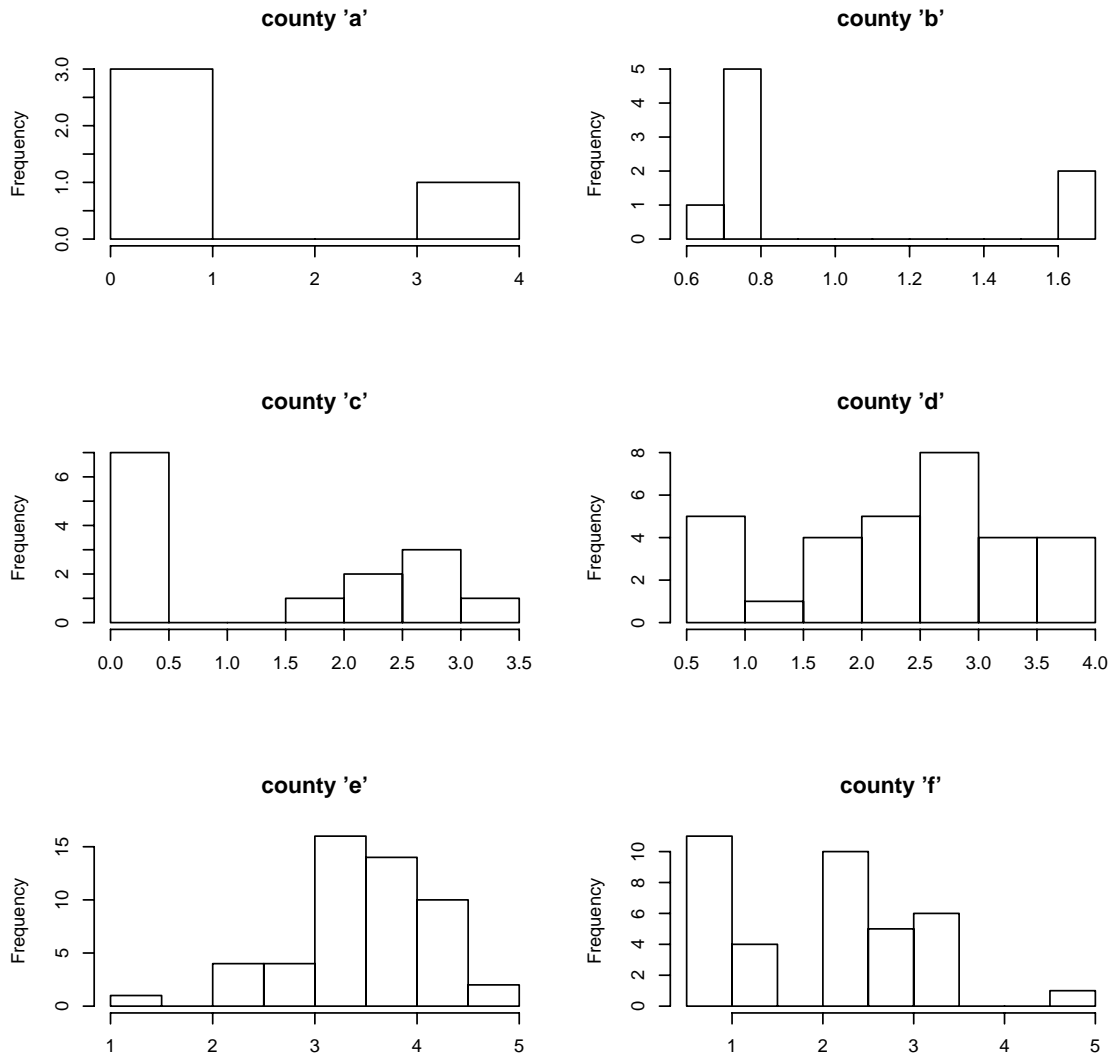 county ’a’
Frequency
0.0 1.0 2.0 3.0
0 1 2 3 4
county ’b’
Frequency
0 1 2 3 4 5
0.6 0.8 1.0 1.2 1.4 1.6
county ’c’
Frequency
0 2 4 6
0.0 0.5 1.0 1.5 2.0 2.5 3.0 3.5
county ’d’
Frequency
0 2 4 6 8
0.5 1.0 1.5 2.0 2.5 3.0 3.5 4.0
county ’e’
Frequency
0 5 10 15
1 2 3 4 5
county ’f’
Frequency
0 2 4 6 8 10
1 2 3 4 5